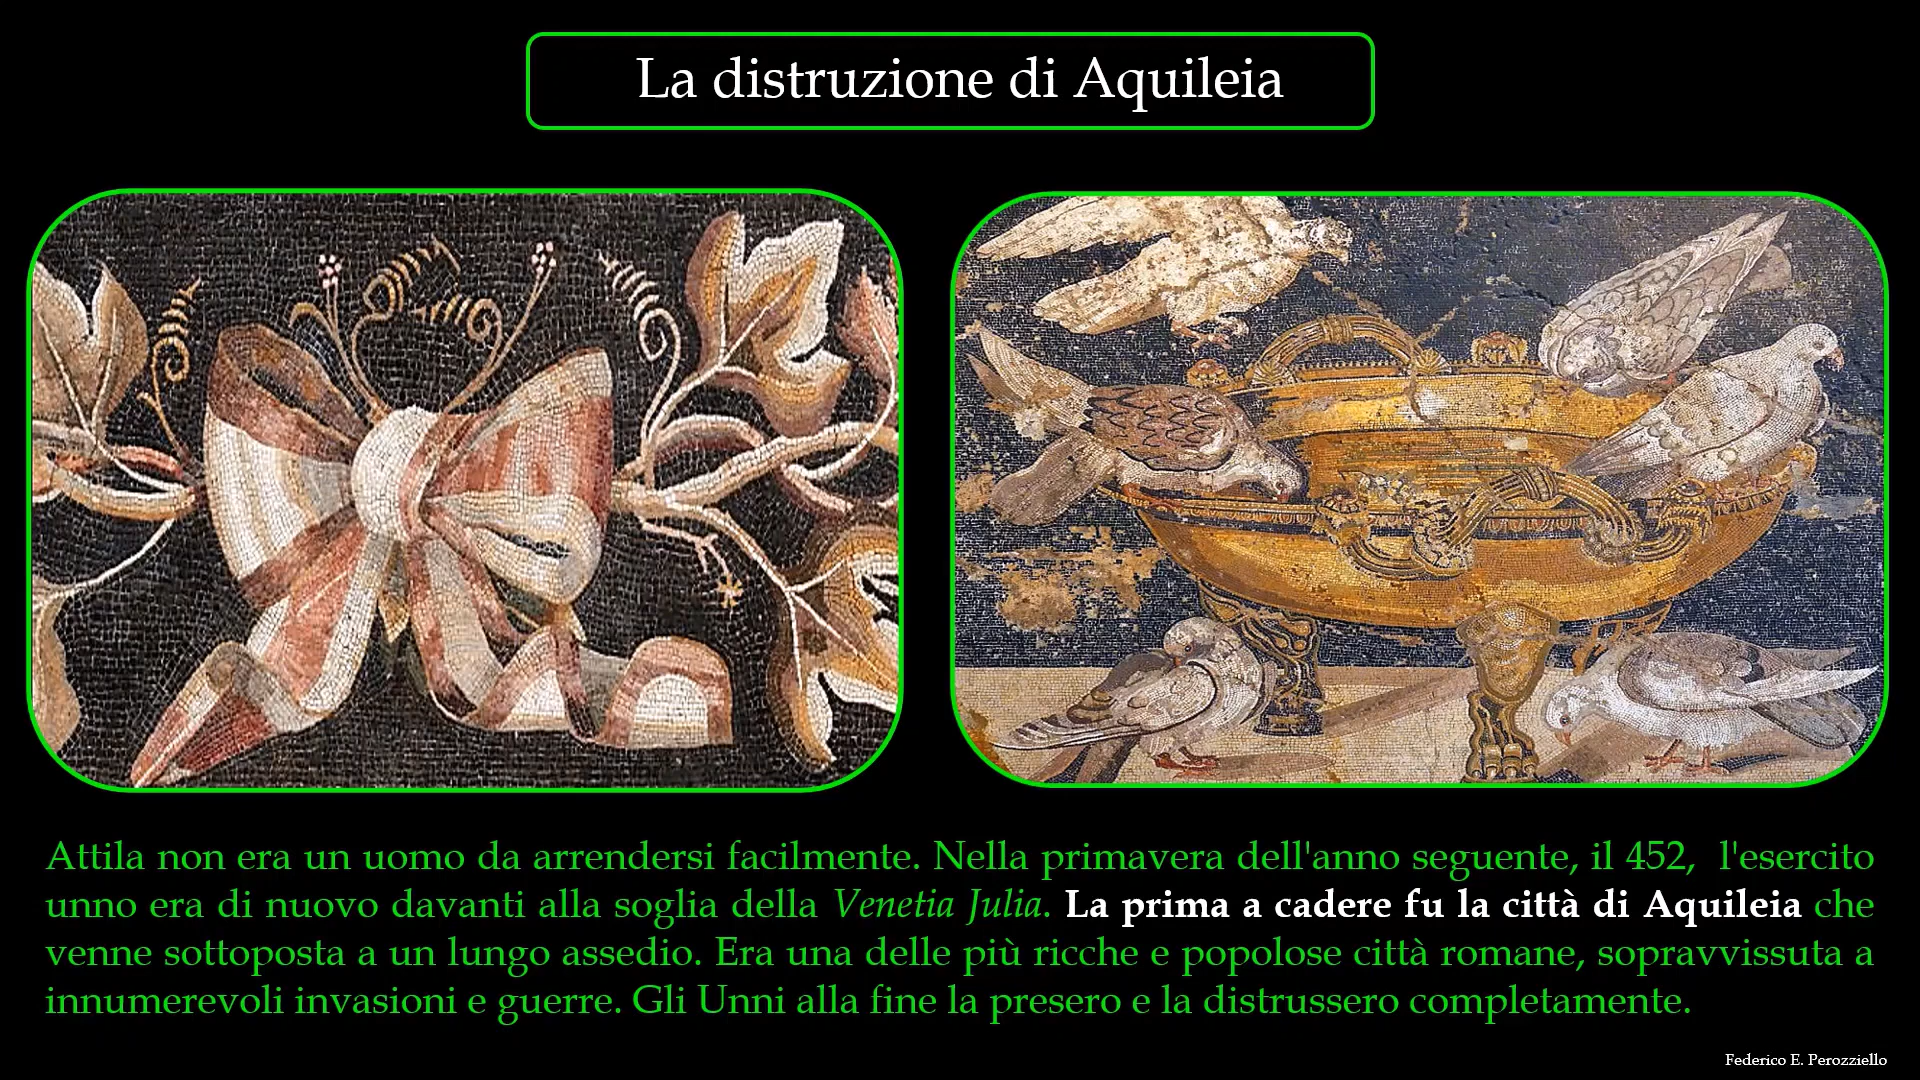 La distruzione di Aquileia
Attila non era un uomo da arrendersi facilmente. Nella primavera dell'anno seguente, il 452, l'esercito
unno era di nuovo davanti alla soglia della Venetia Julia. La prima a cadere fu la città di Aquileia che
venne sottoposta a un lungo assedio. Era una delle più ricche e popolose città romane, sopravvissuta a
innumerevoli invasioni e guerre. Gli Unni alla fine la presero e la distrussero completamente.
Federico E. Perozziello